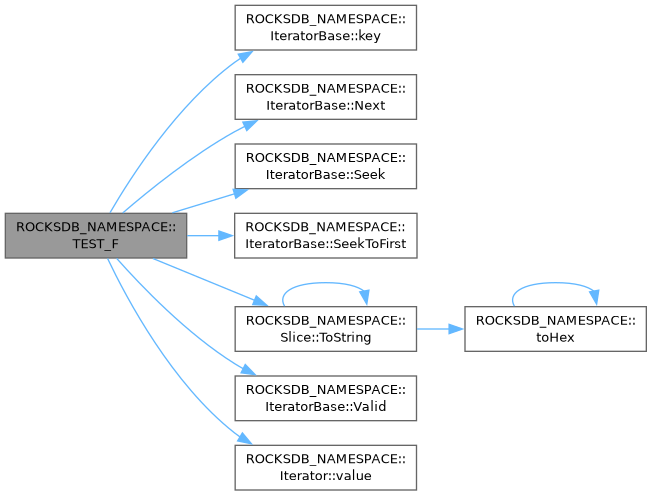 ROCKSDB_NAMESPACE::
TEST_F
ROCKSDB_NAMESPACE::
IteratorBase::key
ROCKSDB_NAMESPACE::
IteratorBase::Next
ROCKSDB_NAMESPACE::
IteratorBase::Seek
ROCKSDB_NAMESPACE::
IteratorBase::SeekToFirst
ROCKSDB_NAMESPACE::
Slice::ToString
ROCKSDB_NAMESPACE::
toHex
ROCKSDB_NAMESPACE::
IteratorBase::Valid
ROCKSDB_NAMESPACE::
Iterator::value